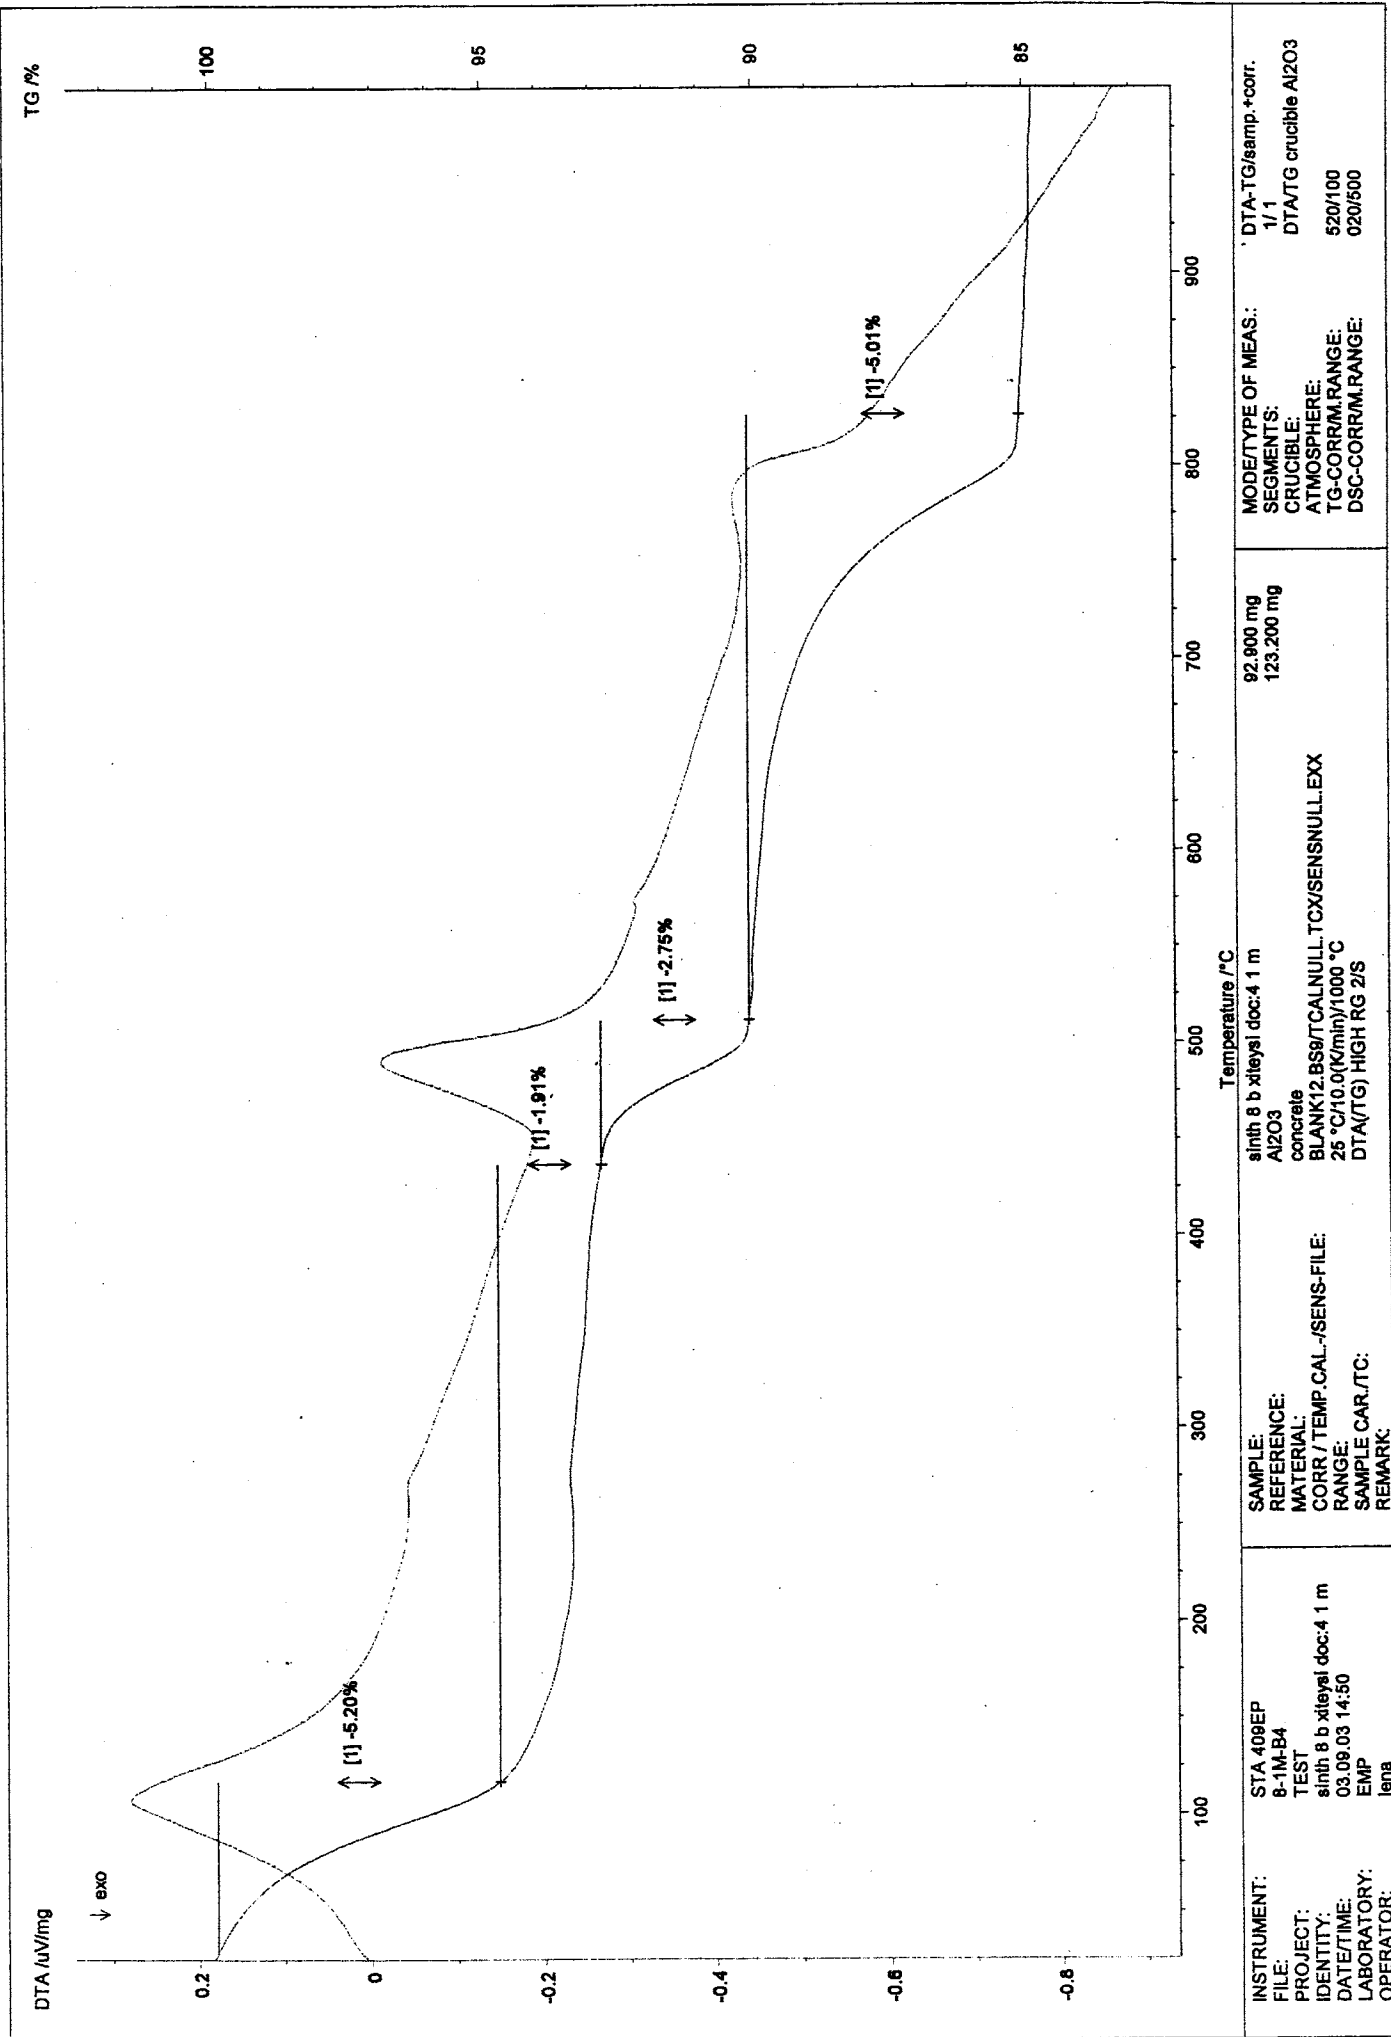 DTA /uV/mg
TG /%
↓ exo
0.2
0
-0.2
-0.4
-0.6
-0.8
100
95
90
85
[1] -5.20%
[1] -1.91%
[1] -2.75%
[1] -5.01%
100
200
300
400
500
600
700
800
900
Temperature /°C
INSTRUMENT: STA 409EP
FILE: 8-1M-B4
PROJECT: TEST
IDENTITY: sinth 8 b xiteysi doc:4 1 m
DATE/TIME: 03.09.03 14:50
LABORATORY: EMP
OPERATOR: lena
SAMPLE: sinth 8 b xiteysi doc:4 1 m 92.900 mg
REFERENCE: Al2O3 123.200 mg
MATERIAL: concrete
CORR / TEMP.CAL.-/SENS-FILE: BLANK12.BS9/TCALNULL.TCX/SENSNULL.EXX
RANGE: 25 °C/10.0(K/min)/1000 °C
SAMPLE CAR./TC: DTA(/TG) HIGH RG 2/S
REMARK:
MODE/TYPE OF MEAS.: DTA-TG/samp.+corr.
SEGMENTS: 1/ 1
CRUCIBLE: DTA/TG crucible Al2O3
ATMOSPHERE:
TG-CORR/M.RANGE: 520/100
DSC-CORR/M.RANGE: 020/500